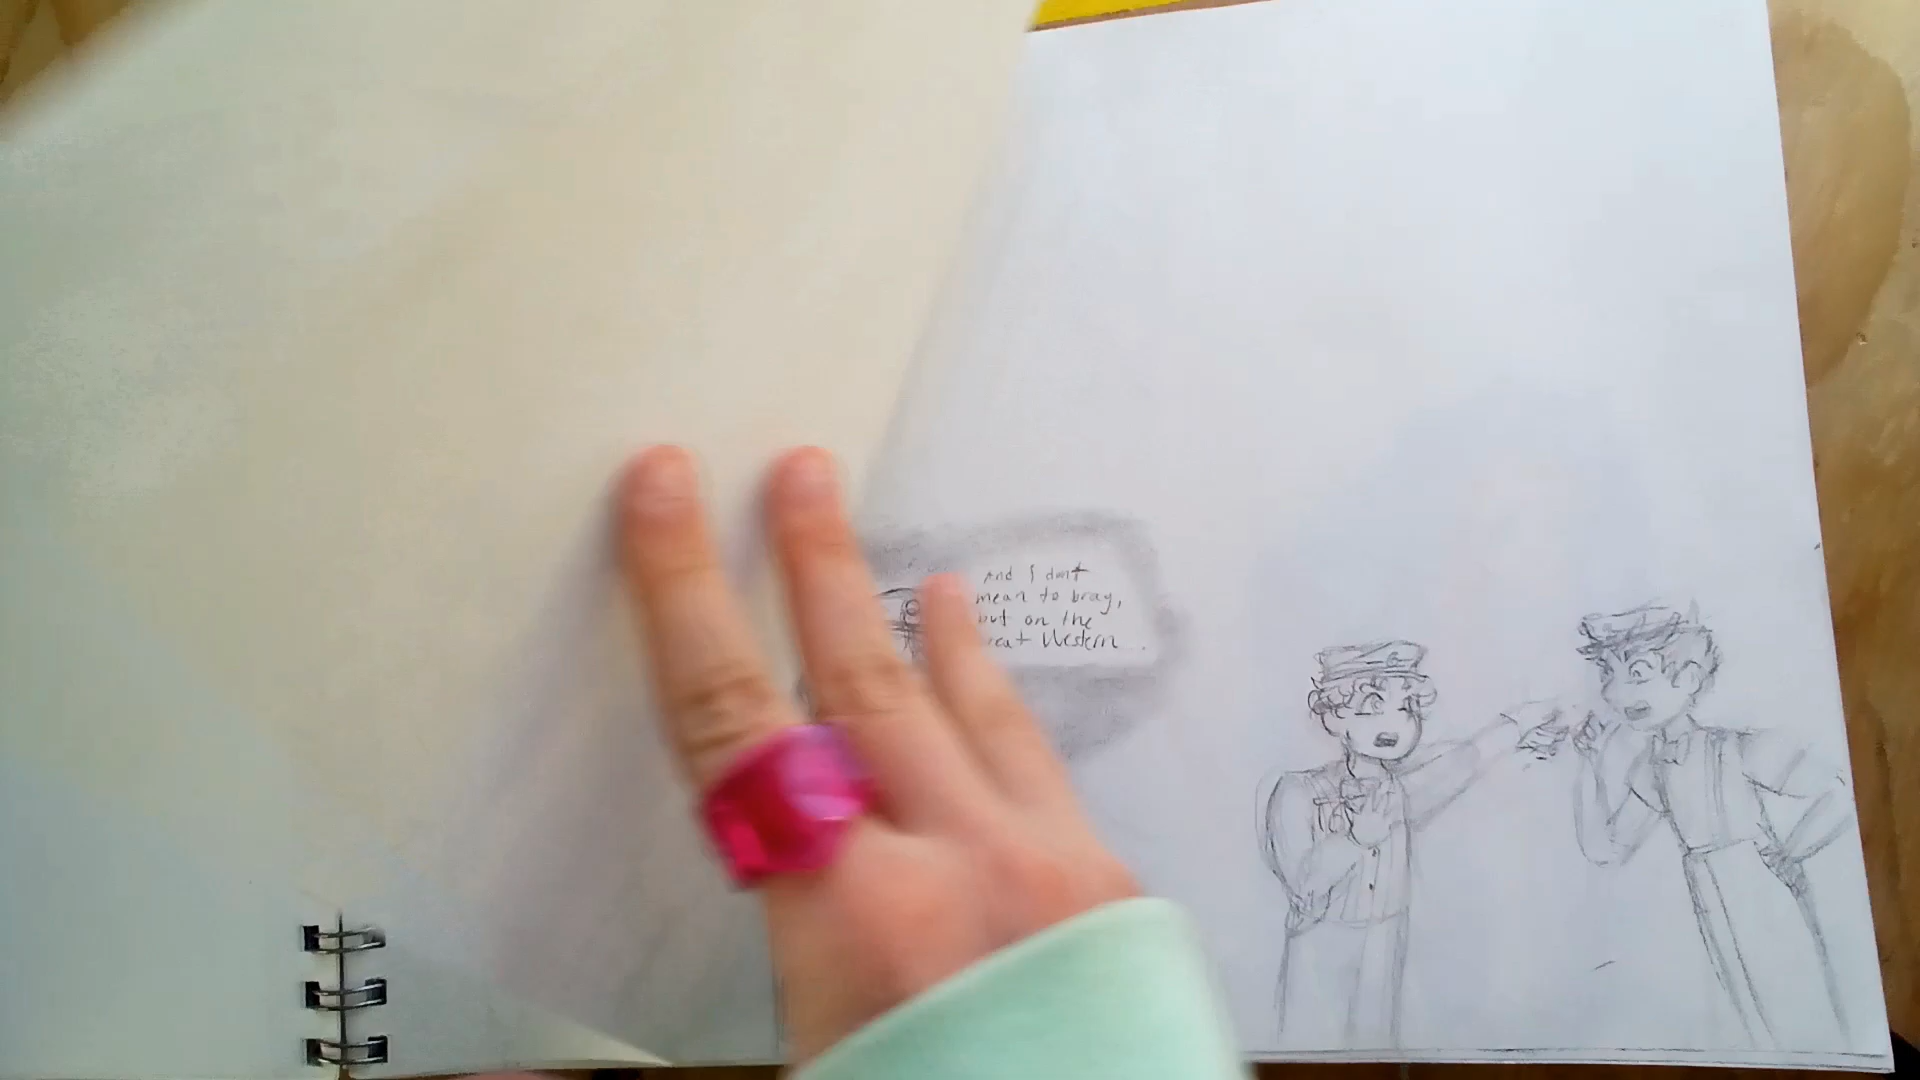 And I don't
mean to brag,
but on the
Western...